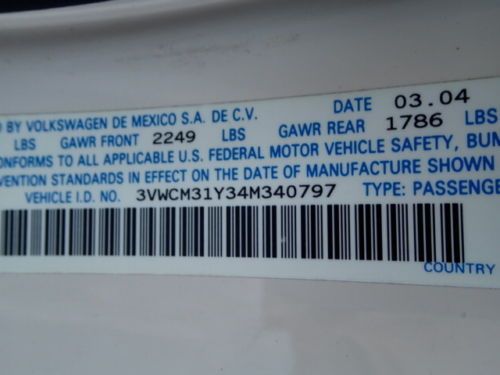 BY VOLKSWAGEN DE MEXICO S.A. DE C.V. DATE 03.04
LBS GAWR FRONT 2249 LBS GAWR REAR 1786 LBS
CONFORMS TO ALL APPLICABLE U.S. FEDERAL MOTOR VEHICLE SAFETY, BUM
VENTION STANDARDS IN EFFECT ON THE DATE OF MANUFACTURE SHOWN
VEHICLE I.D. NO. 3VWCM31Y34M340797 TYPE: PASSENGE
COUNTRY